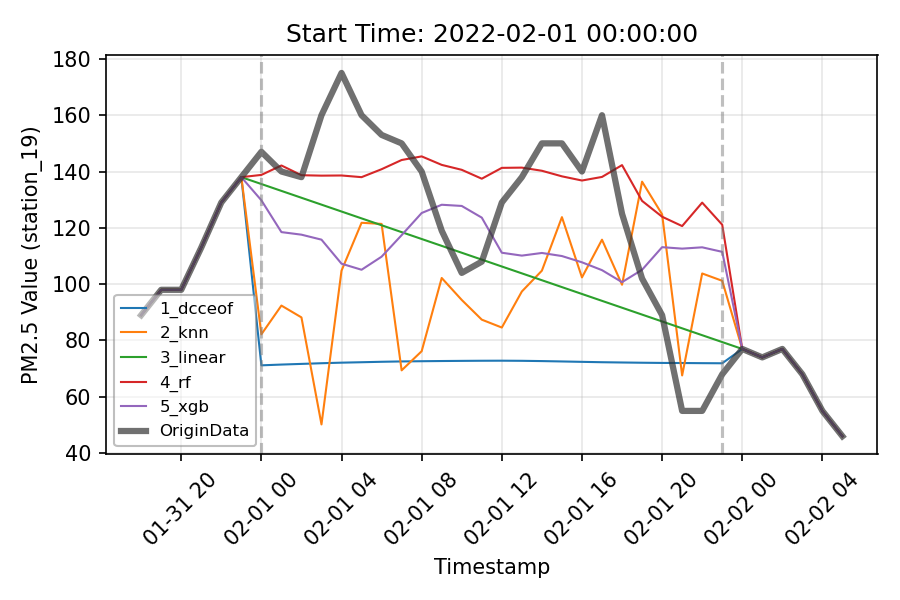 Start Time: 2022-02-01 00:00:00
PM2.5 Value (station_19)
180
160
140
120
100
80
60
40
1_dcceof
2_knn
3_linear
4_rf
5_xgb
OriginData
01-31 20
02-01 00
02-01 04
02-01 08
02-01 12
02-01 16
02-01 20
02-02 00
02-02 04
Timestamp